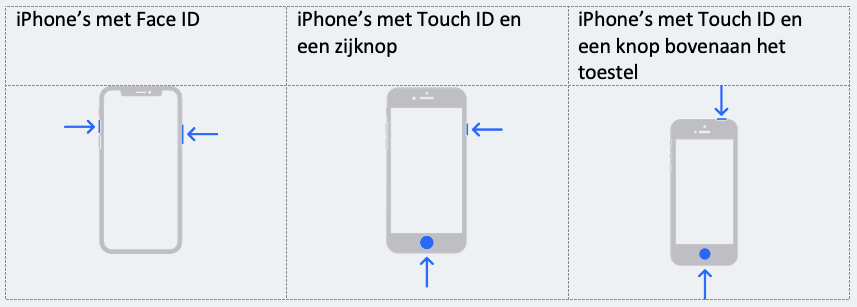 iPhone’s met Face ID
iPhone’s met Touch ID en
een zijknop
iPhone’s met Touch ID en
een knop bovenaan het
toestel